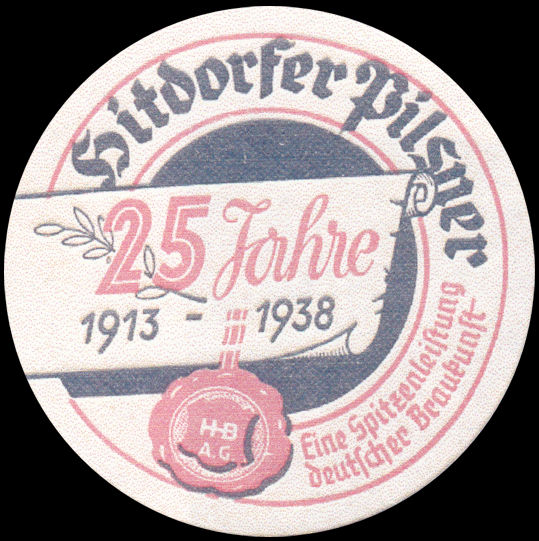 Hitdorfer Pilsner
25 Jahre
1913 - 1938
H-B
A.G.
Eine Spitzenleistung
deutscher Braukunst